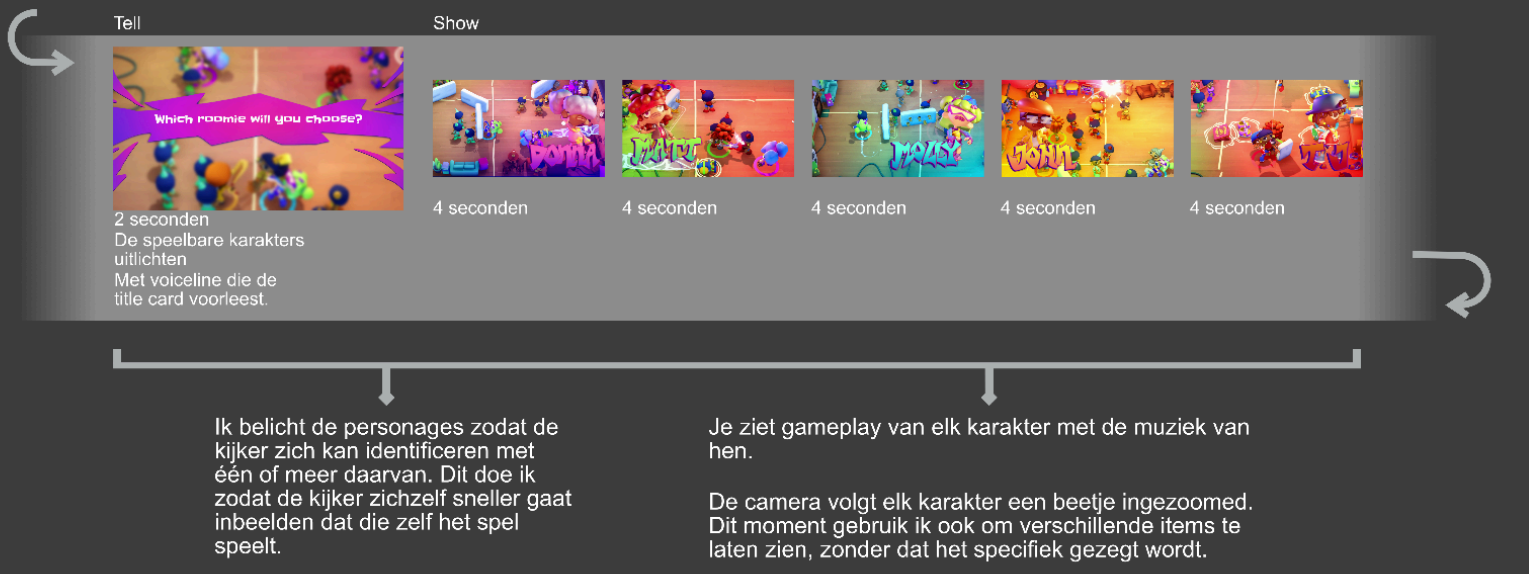 Tell
Show
Which roomie will you choose?
DONNA
MATT
MOLLY
JOHN
2 seconden
4 seconden
4 seconden
4 seconden
4 seconden
4 seconden
De speelbare karakters
uitlichten
Met voiceline die de
title card voorleest.
Ik belicht de personages zodat de
kijker zich kan identificeren met
één of meer daarvan. Dit doe ik
zodat de kijker zichzelf sneller gaat
inbeelden dat die zelf het spel
speelt.
Je ziet gameplay van elk karakter met de muziek van
hen.
De camera volgt elk karakter een beetje ingezoomed.
Dit moment gebruik ik ook om verschillende items te
laten zien, zonder dat het specifiek gezegt wordt.